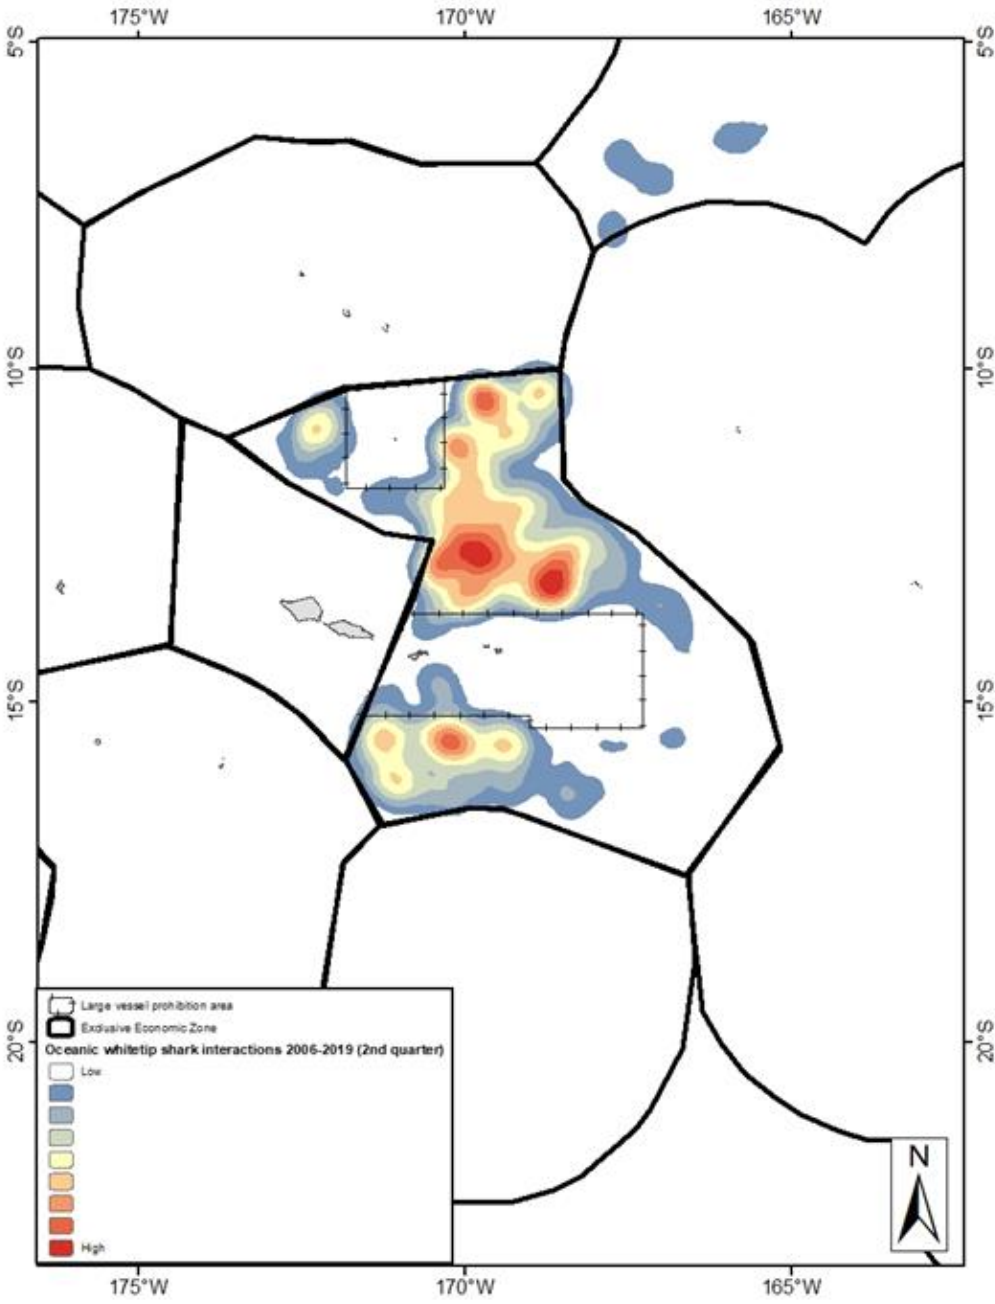 175°W 170°W 165°W
5°S 5°S
10°S 10°S
15°S 15°S
20°S 20°S
Large vessel prohibition area
Exclusive Economic Zone
Oceanic whitetip shark interactions 2006-2019 (2nd quarter)
Low
High
N
175°W 170°W 165°W